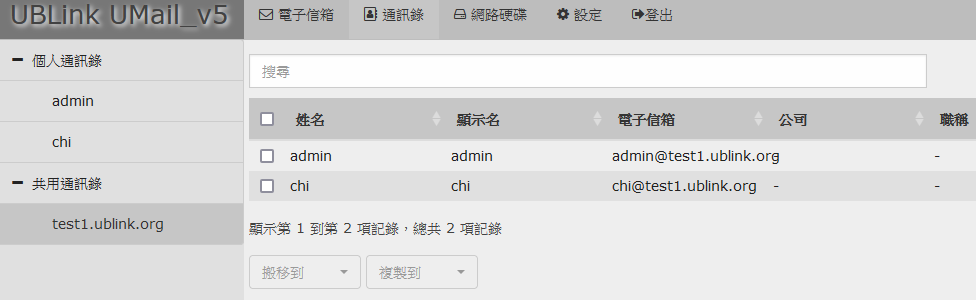 UBLink UMail_v5
電子信箱 通訊錄 網路硬碟 設定 登出
個人通訊錄
admin
chi
共用通訊錄
test1.ublink.org
搜尋
姓名 顯示名 電子信箱 公司 職稱
admin admin admin@test1.ublink.org - -
chi chi chi@test1.ublink.org - -
顯示第 1 到第 2 項記錄，總共 2 項記錄
搬移到 複製到